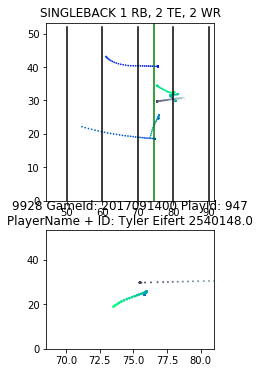 SINGLEBACK 1 RB, 2 TE, 2 WR
50
40
30
20
10
0
50 60 70 80 90
9928 GameId: 2017091400 PlayId: 947
PlayerName + ID: Tyler Eifert 2540148.0
40
20
0
70.0 72.5 75.0 77.5 80.0